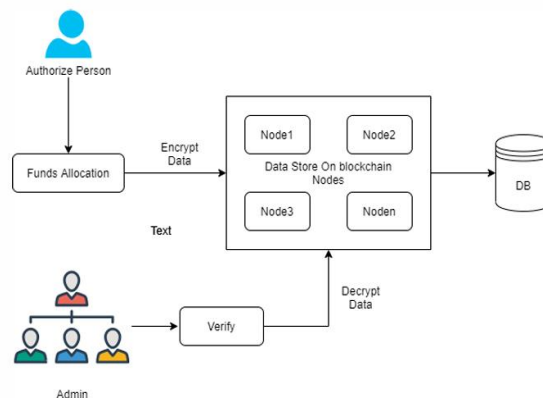 Authorize Person
Funds Allocation
Encrypt
Data
Node1
Node2
Data Store On blockchain
Nodes
Node3
Noden
DB
Text
Decrypt
Data
Verify
Admin